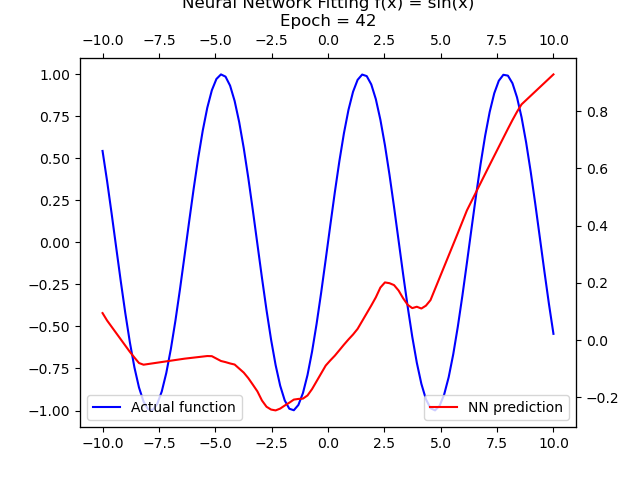 Neural Network Fitting f(x) = sin(x)
Epoch = 42
−10.0 −7.5 −5.0 −2.5 0.0 2.5 5.0 7.5 10.0
1.00
0.75
0.50
0.25
0.00
−0.25
−0.50
−0.75
−1.00
0.8
0.6
0.4
0.2
0.0
−0.2
Actual function
NN prediction
−10.0 −7.5 −5.0 −2.5 0.0 2.5 5.0 7.5 10.0